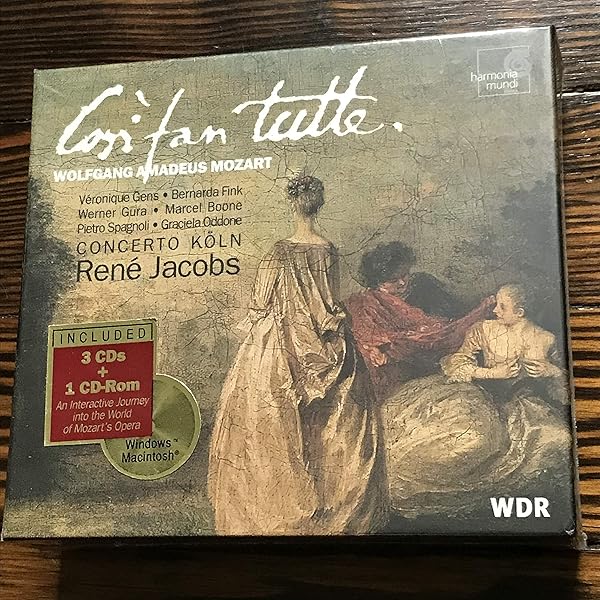 Così fan tutte.
WOLFGANG AMADEUS MOZART
Véronique Gens • Bernarda Fink
Werner Güra • Marcel Boone
Pietro Spagnoli • Graciela Oddone
CONCERTO KÖLN
René Jacobs
harmonia
mundi
INCLUDED
3 CDs
+
1 CD-Rom
An Interactive Journey
into the World
of Mozart's Opera
Windows™
Macintosh®
WDR